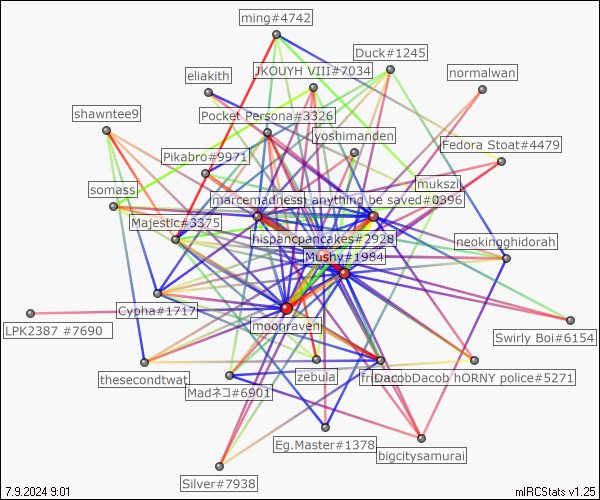 ming#4742
Duck#1245
JKOUYH VIII#7034
normalwan
eliakith
shawntee9
Pocket Persona#3326
yoshimanden
Fedora Stoat#4479
Pikabro#9971
mukszi
somass
marcemadness
anything be saved#0396
Majestic#3375
hispancpancakes#2928
neokingghidorah
Mushy#1984
Cypha#1717
LPK2387 #7690
moonraven
Swirly Boi#6154
thesecondtwat
zebula
DacobDacob hORNY police#5271
Madネコ#6901
Eg.Master#1378
bigcitysamurai
Silver#7938
7.9.2024 9:01
mIRCStats v1.25